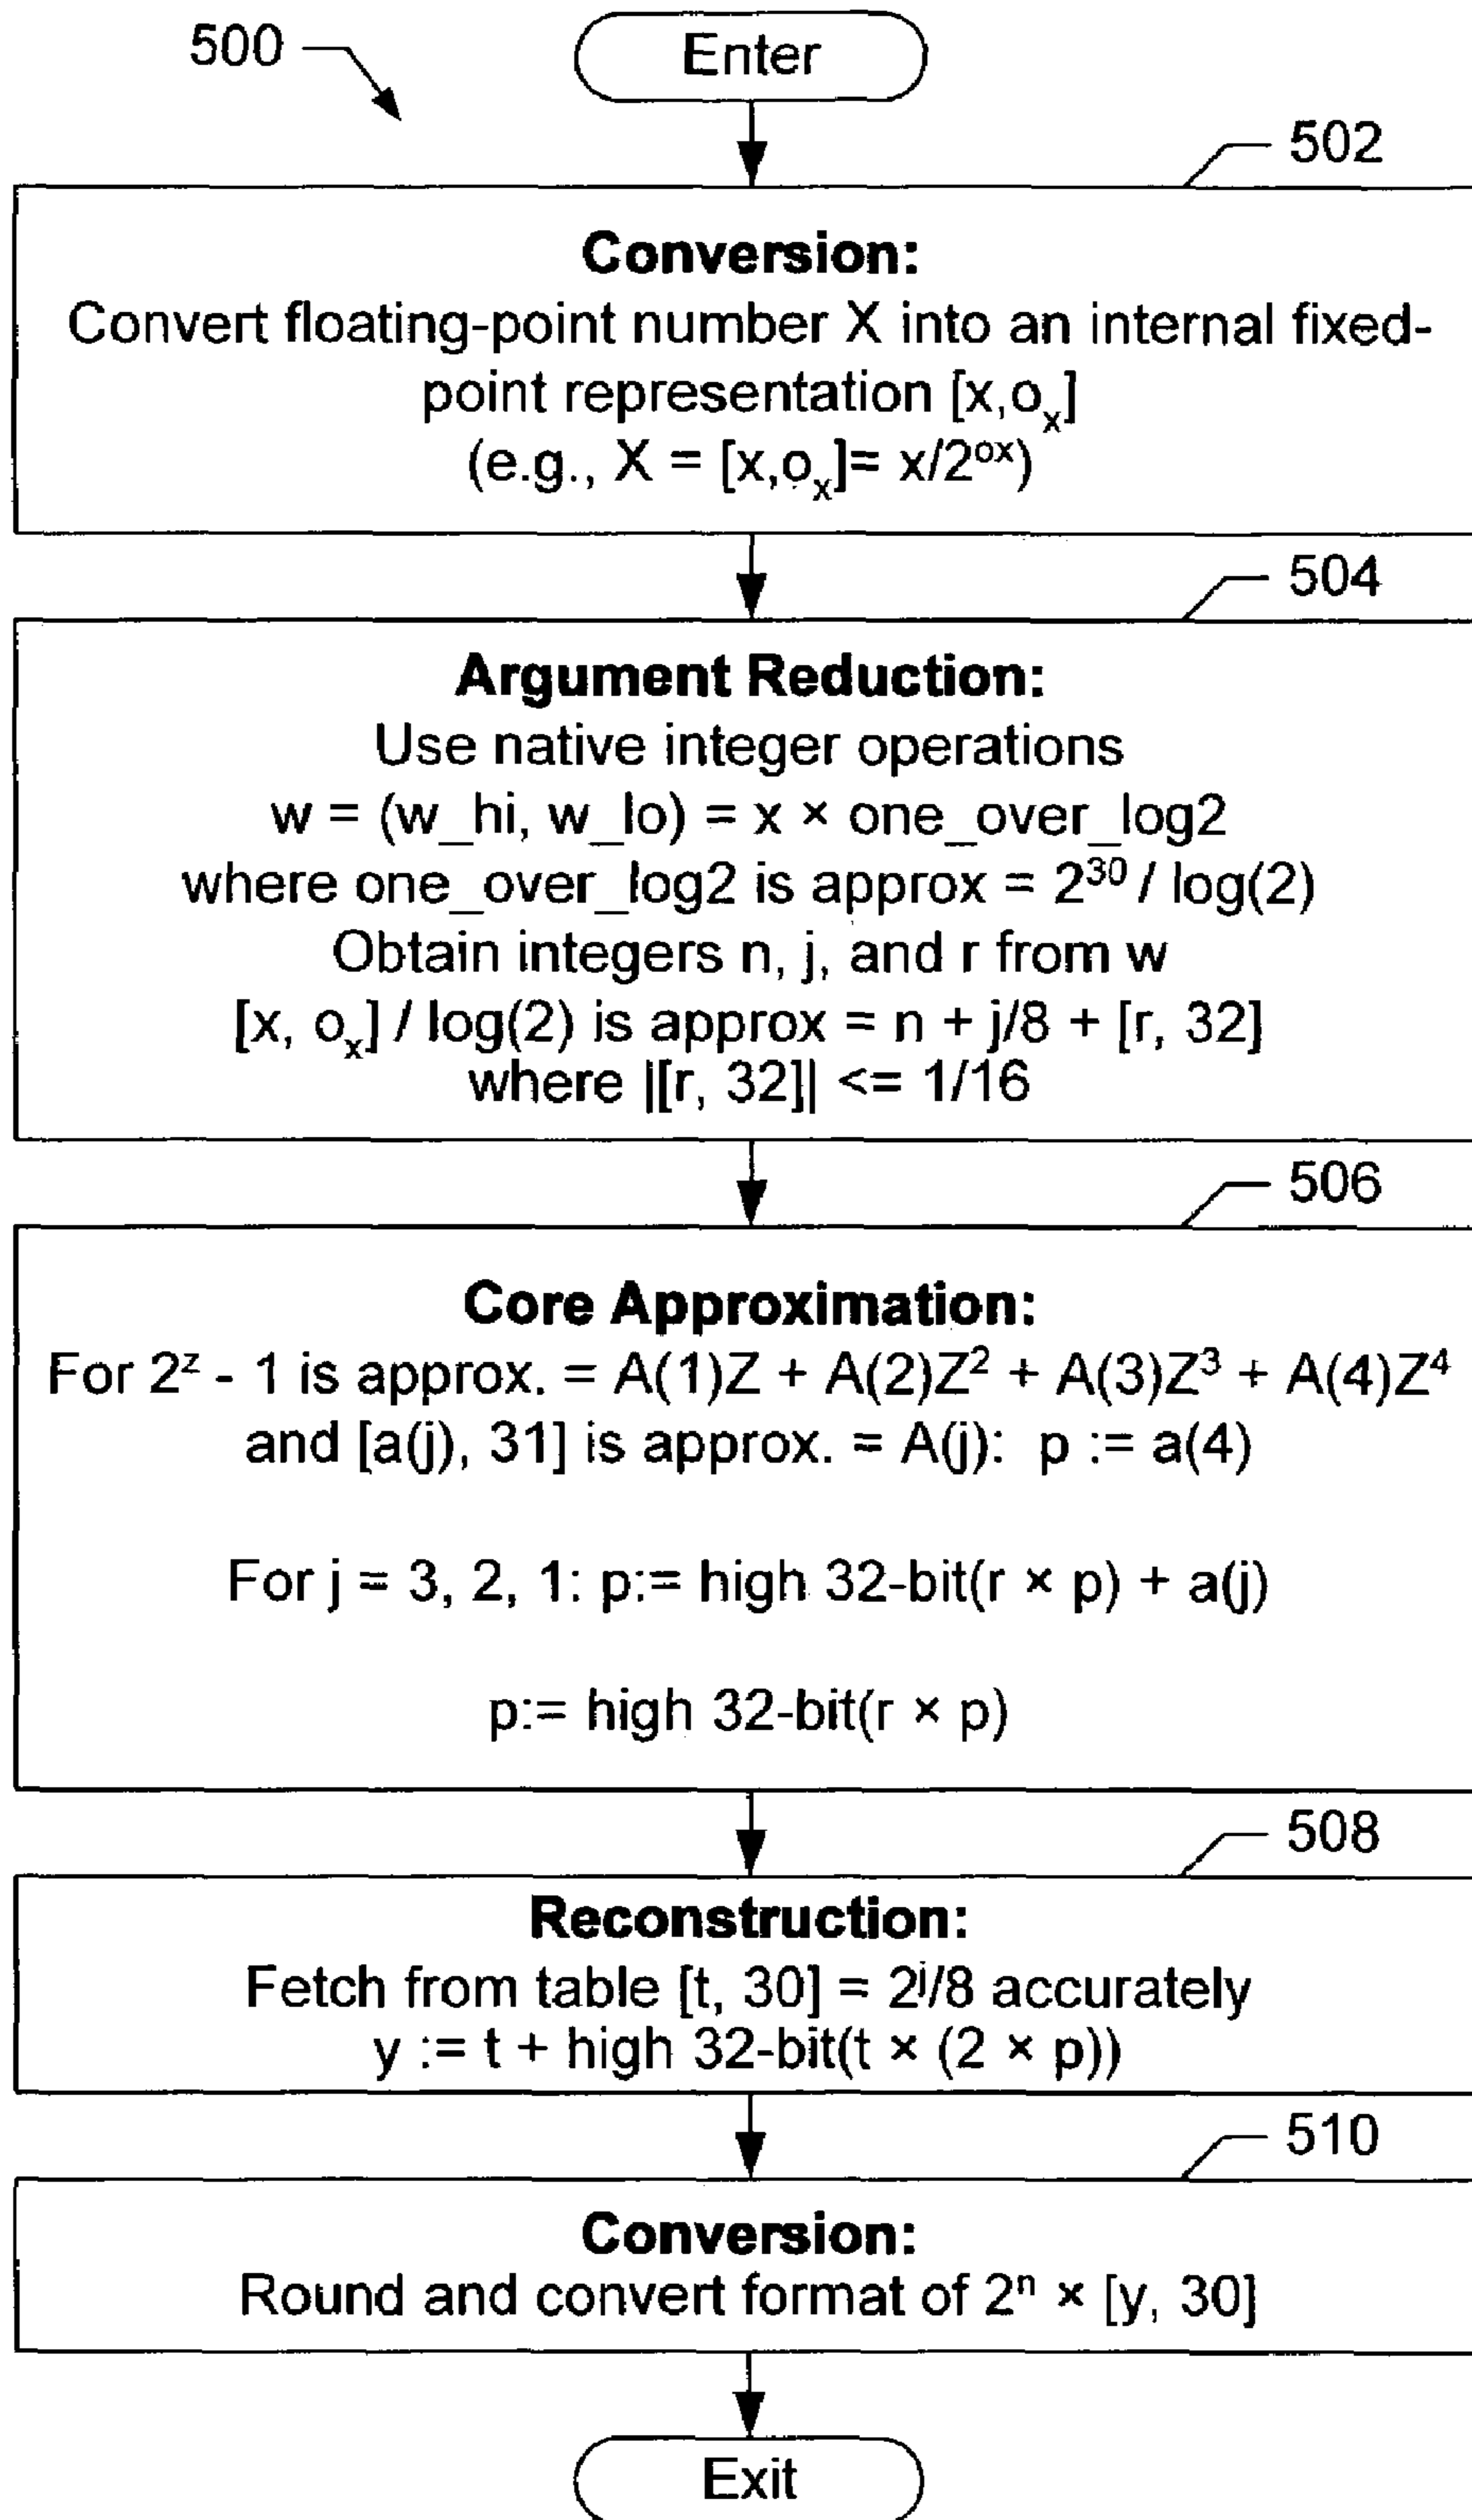 500
Enter
502
Conversion:
Convert floating-point number X into an internal fixed-
point representation [x,oₓ]
(e.g., X = [x,oₓ]= x/2ᵒˣ)
504
Argument Reduction:
Use native integer operations
w = (w_hi, w_lo) = x × one_over_log2
where one_over_log2 is approx = 2³⁰ / log(2)
Obtain integers n, j, and r from w
[x, oₓ] / log(2) is approx = n + j/8 + [r, 32]
where |[r, 32]| <= 1/16
506
Core Approximation:
For 2ᶻ - 1 is approx. = A(1)Z + A(2)Z² + A(3)Z³ + A(4)Z⁴
and [a(j), 31] is approx. = A(j): p := a(4)
For j = 3, 2, 1: p:= high 32-bit(r × p) + a(j)
p:= high 32-bit(r × p)
508
Reconstruction:
Fetch from table [t, 30] = 2ʲ/8 accurately
y := t + high 32-bit(t × (2 × p))
510
Conversion:
Round and convert format of 2ⁿ × [y, 30]
Exit